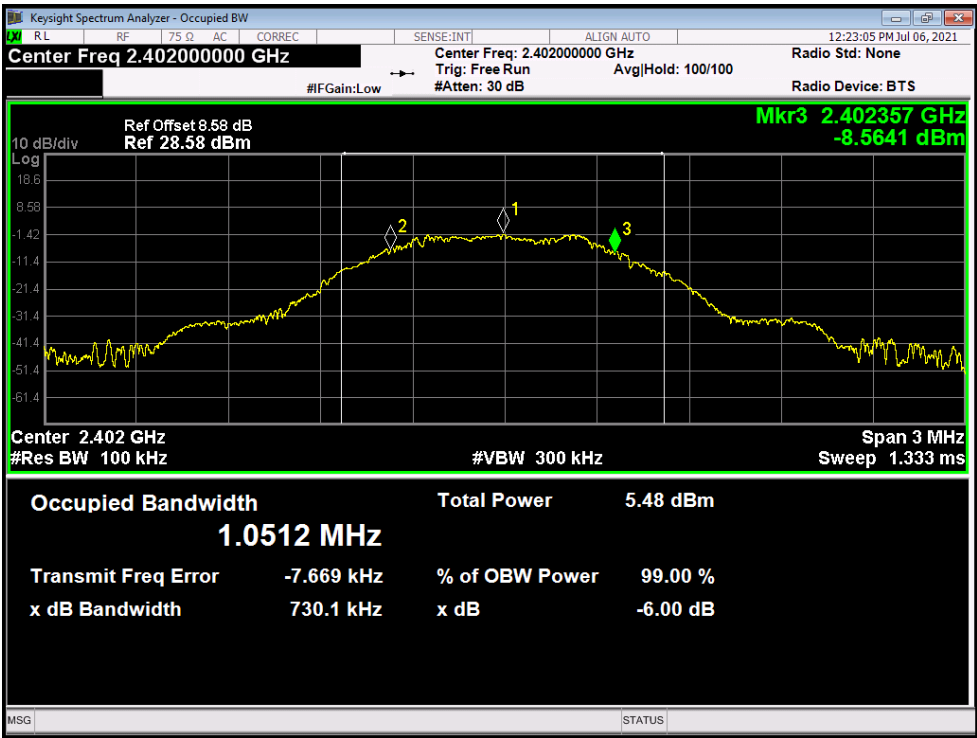 Keysight Spectrum Analyzer - Occupied BW
LXI RL RF 75 Ω AC CORREC SENSE:INT ALIGN AUTO 12:23:05 PM Jul 06, 2021
Center Freq 2.402000000 GHz
Center Freq: 2.402000000 GHz
Radio Std: None
Trig: Free Run Avg|Hold: 100/100
#IFGain:Low
#Atten: 30 dB
Radio Device: BTS
Mkr3 2.402357 GHz
-8.5641 dBm
Ref Offset 8.58 dB
10 dB/div Ref 28.58 dBm
Log
18.6
8.58
-1.42
-11.4
-21.4
-31.4
-41.4
-51.4
-61.4
1
2
3
Center 2.402 GHz Span 3 MHz
#Res BW 100 kHz #VBW 300 kHz Sweep 1.333 ms
Occupied Bandwidth Total Power 5.48 dBm
1.0512 MHz
Transmit Freq Error -7.669 kHz % of OBW Power 99.00 %
x dB Bandwidth 730.1 kHz x dB -6.00 dB
MSG STATUS